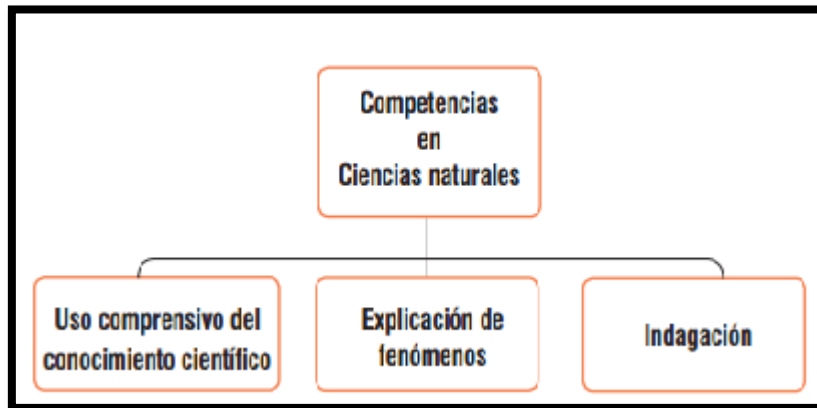 Competencias
en
Ciencias naturales
Uso comprensivo del
conocimiento científico
Explicación de
fenómenos
Indagación